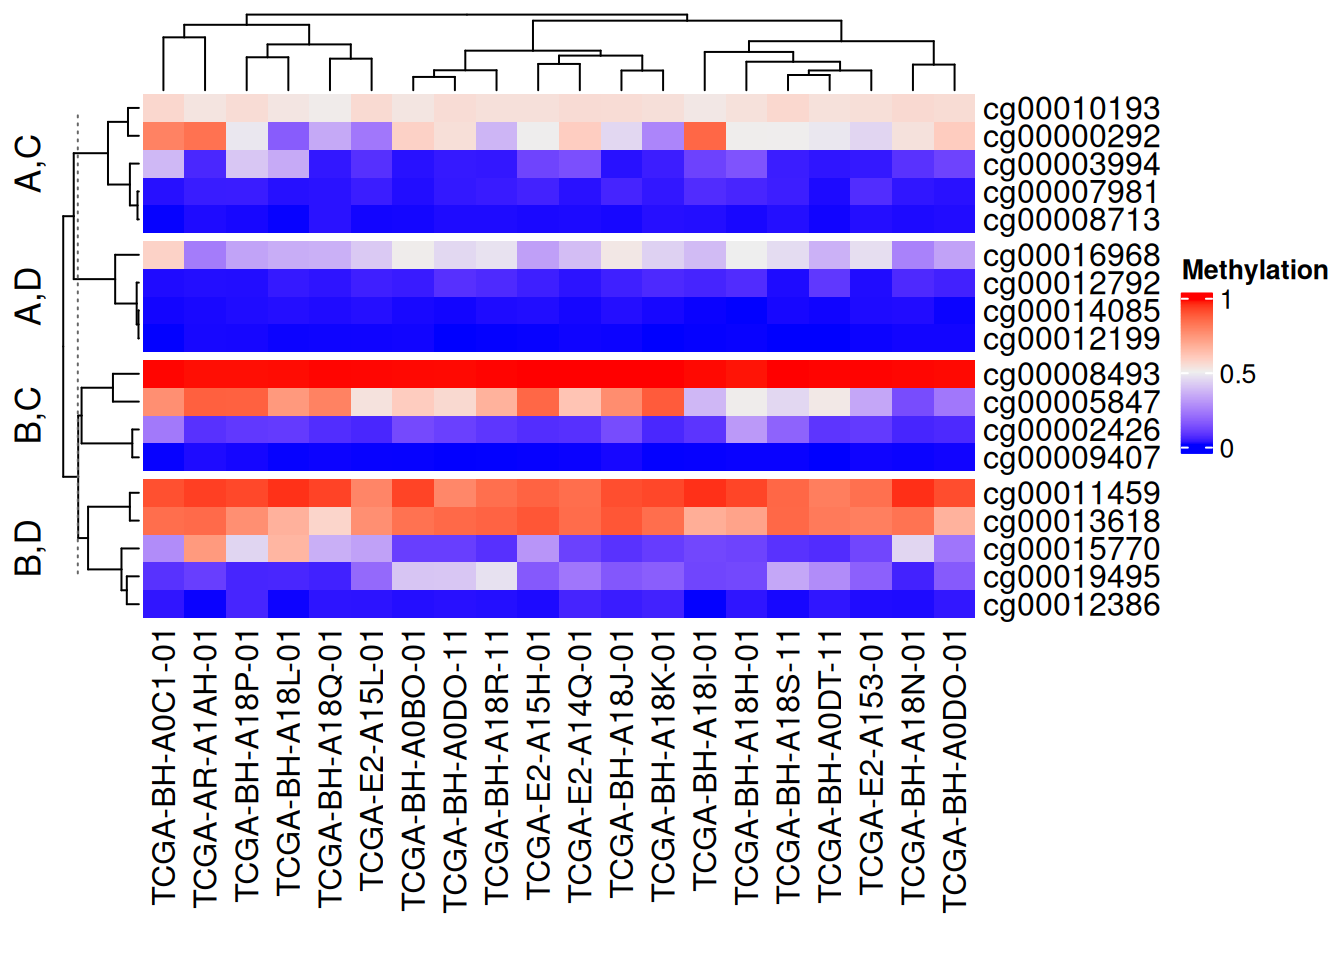 A,C
A,D
B,C
B,D
cg00010193
cg00000292
cg00003994
cg00007981
cg00008713
cg00016968
cg00012792
cg00014085
cg00012199
cg00008493
cg00005847
cg00002426
cg00009407
cg00011459
cg00013618
cg00015770
cg00019495
cg00012386
Methylation
1
0.5
0
TCGA-BH-A0C1-01
TCGA-AR-A1AH-01
TCGA-BH-A18P-01
TCGA-BH-A18L-01
TCGA-BH-A18Q-01
TCGA-E2-A15L-01
TCGA-BH-A0BO-01
TCGA-BH-A0DO-11
TCGA-BH-A18R-11
TCGA-E2-A15H-01
TCGA-E2-A14Q-01
TCGA-BH-A18J-01
TCGA-BH-A18K-01
TCGA-BH-A18I-01
TCGA-BH-A18H-01
TCGA-BH-A18S-11
TCGA-BH-A0DT-11
TCGA-E2-A153-01
TCGA-BH-A18N-01
TCGA-BH-A0DO-01